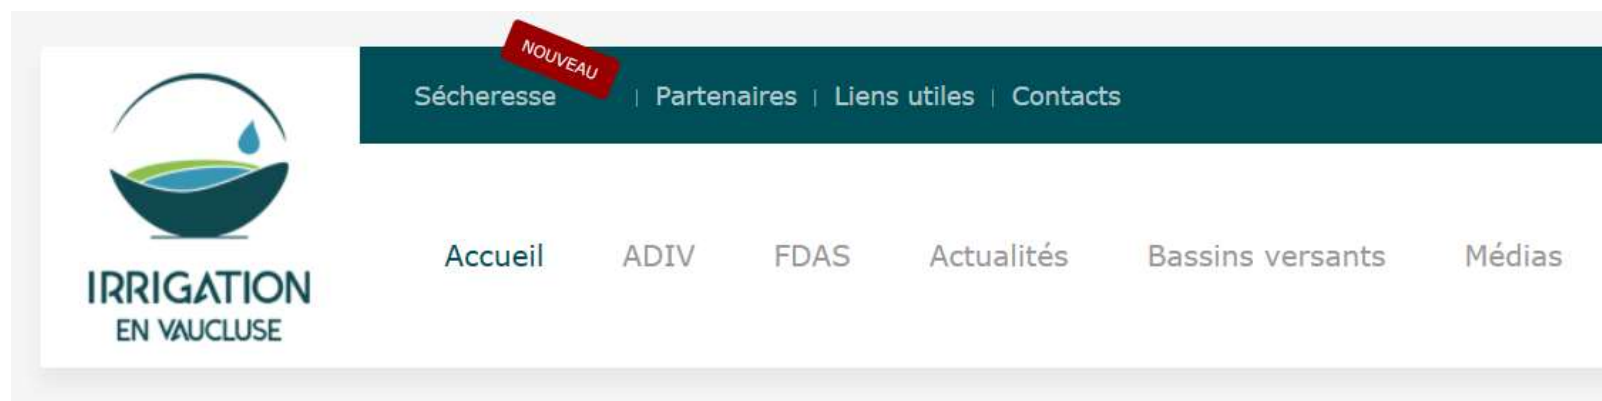 NOUVEAU
Sécheresse | Partenaires | Liens utiles | Contacts
Accueil ADIV FDAS Actualités Bassins versants Médias
IRRIGATION
EN VAUCLUSE